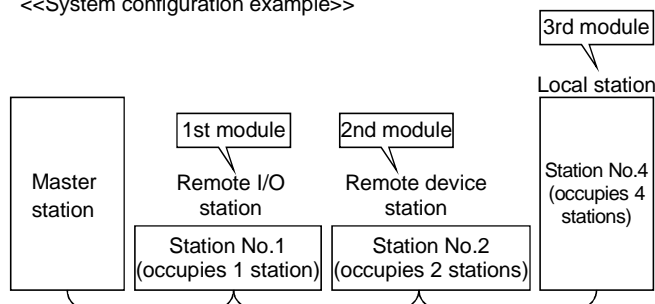 <<System configuration example>>
3rd module
Local station
1st module
2nd module
Master
station
Remote I/O
station
Remote device
station
Station No.4
(occupies 4
stations)
Station No.1
(occupies 1 station)
Station No.2
(occupies 2 stations)